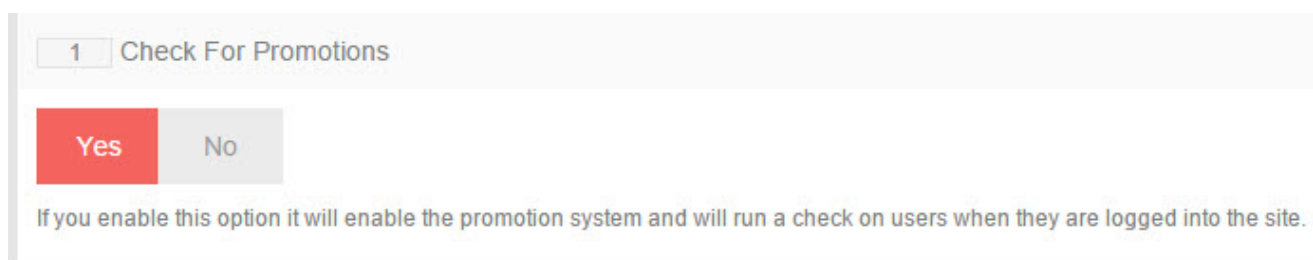 1 Check For Promotions
Yes No
If you enable this option it will enable the promotion system and will run a check on users when they are logged into the site.